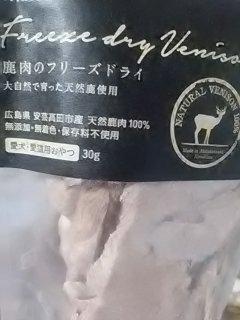 Freeze dry Venison
鹿肉のフリーズドライ
大自然で育った天然鹿使用
広島県 安芸高田市産 天然鹿肉100%
無添加・無着色・保存料不使用
愛犬/愛猫用おやつ 30g
NATURAL VENISON